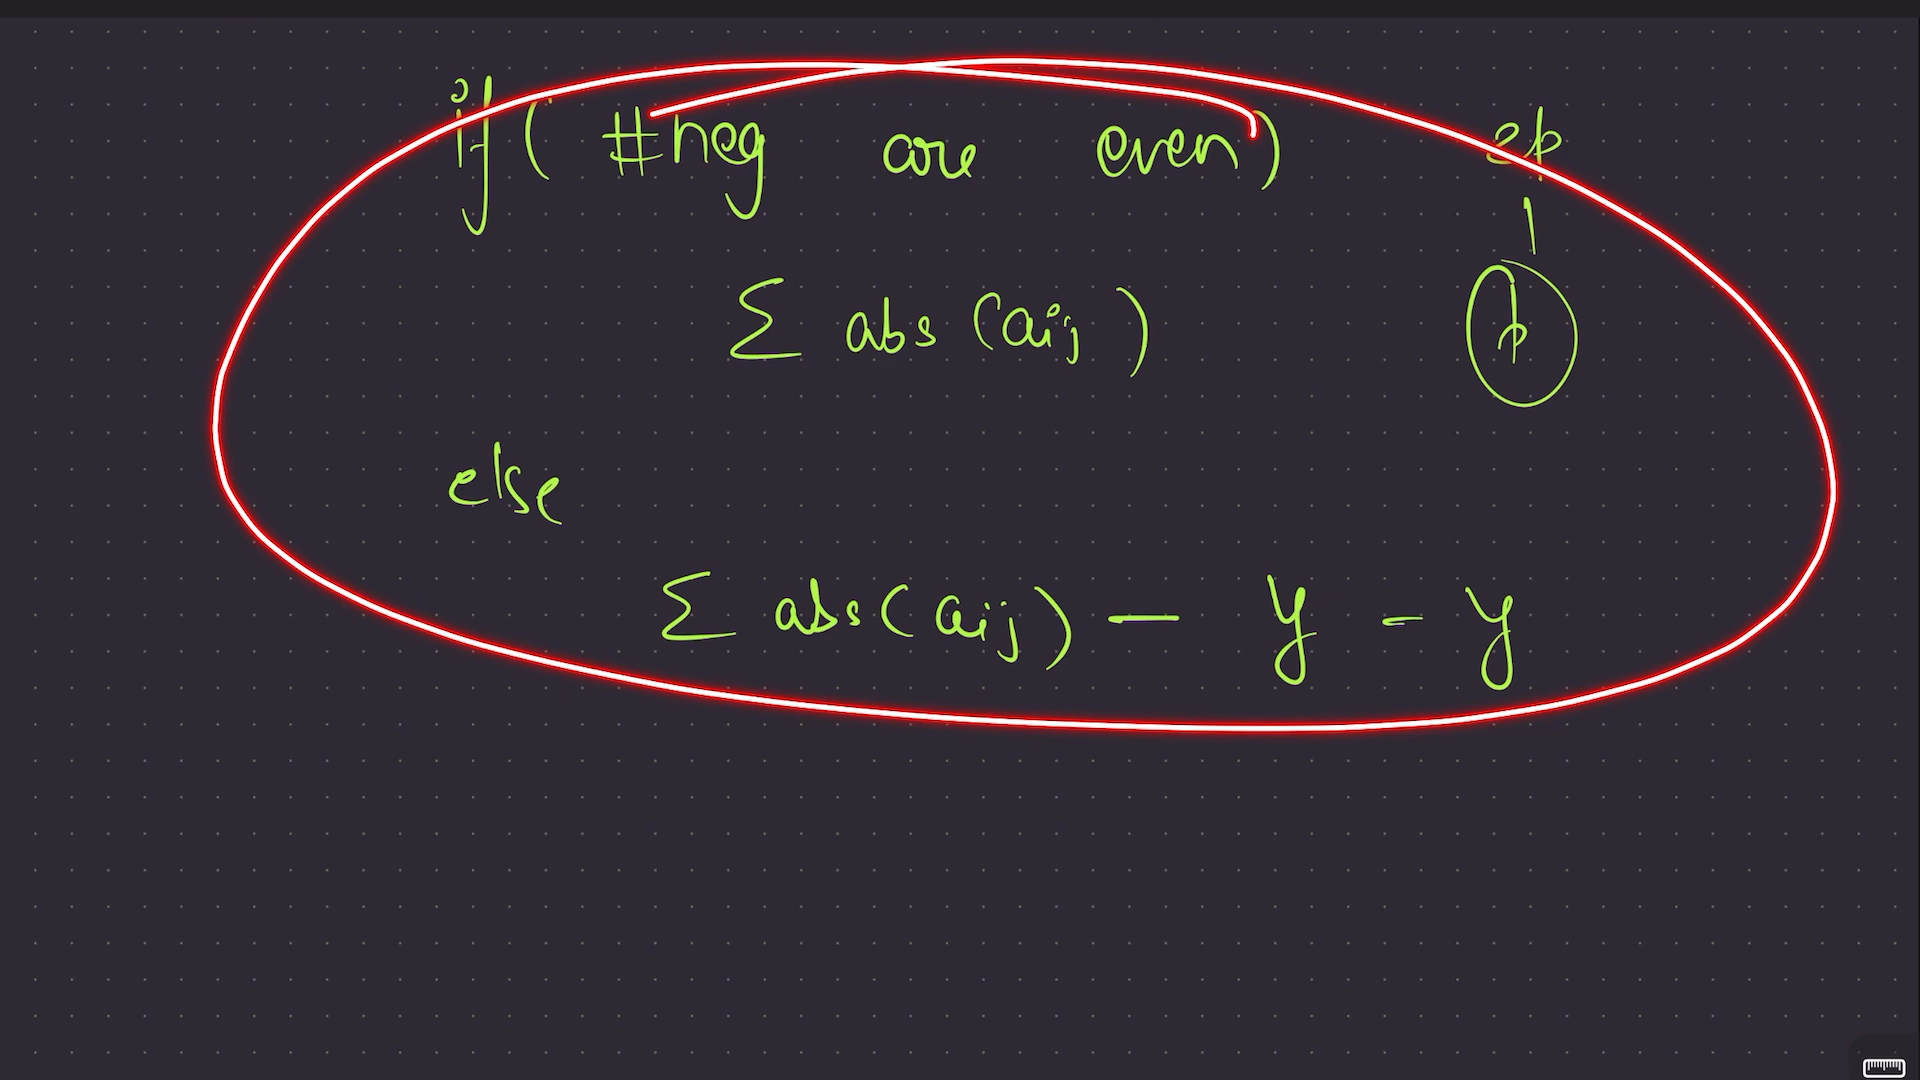 if ( #neg are even)
Σ abs (aij )
else
Σ abs( aij ) — y - y